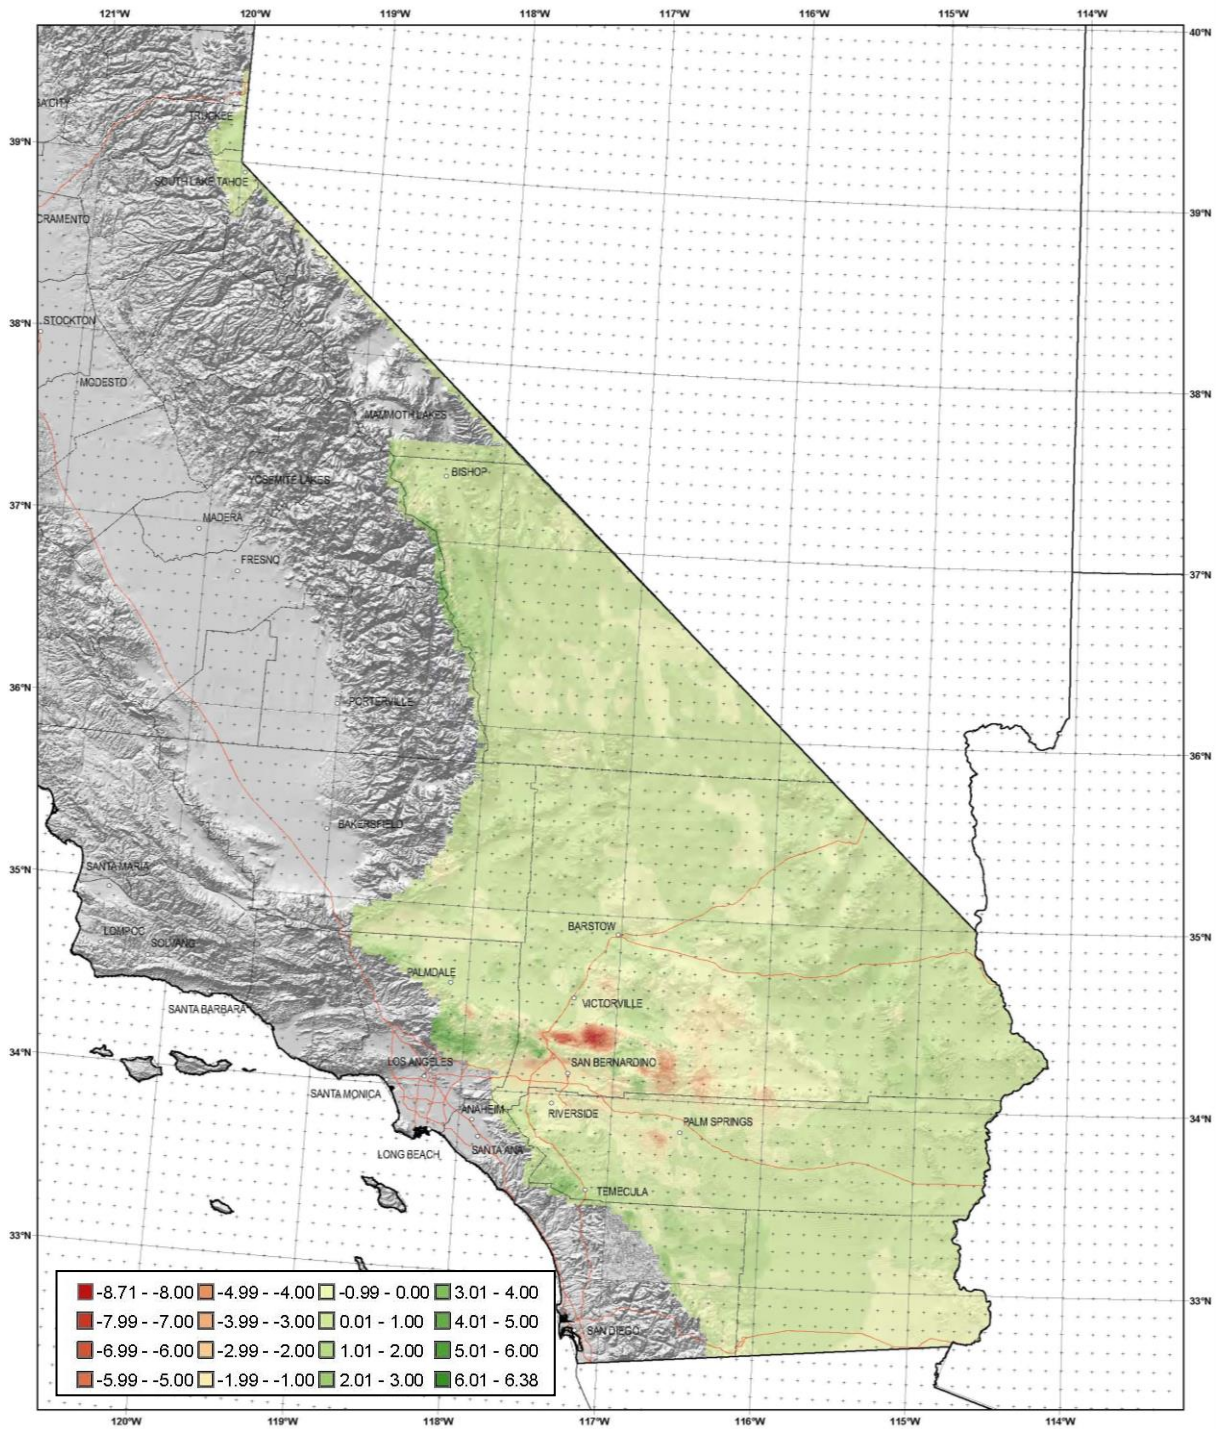 121°W 120°W 119°W 118°W 117°W 116°W 115°W 114°W
40°N
TRUCKEE
39°N
SOUTH LAKE TAHOE
39°N
CRAMENTO
38°N
STOCKTON
MODESTO
38°N
MAMMOTH LAKES
BISHOP
YOSEMITE LAKES
37°N
MADERA
FRESNO
37°N
36°N
PORTERVILLE
36°N
BAKERSFIELD
SANTA MARIA
35°N
BARSTOW
LOMPOC
SOLVANG
35°N
PALMDALE
VICTORVILLE
SANTA BARBARA
34°N
LOS ANGELES
SAN BERNARDINO
SANTA MONICA
ANAHEIM
RIVERSIDE
34°N
PALM SPRINGS
SANTA ANA
LONG BEACH
TEMECULA
33°N
33°N
SAN DIEGO
-8.71 - -8.00 -4.99 - -4.00 -0.99 - 0.00 3.01 - 4.00
-7.99 - -7.00 -3.99 - -3.00 0.01 - 1.00 4.01 - 5.00
-6.99 - -6.00 -2.99 - -2.00 1.01 - 2.00 5.01 - 6.00
-5.99 - -5.00 -1.99 - -1.00 2.01 - 3.00 6.01 - 6.38
120°W 119°W 118°W 117°W 116°W 115°W 114°W